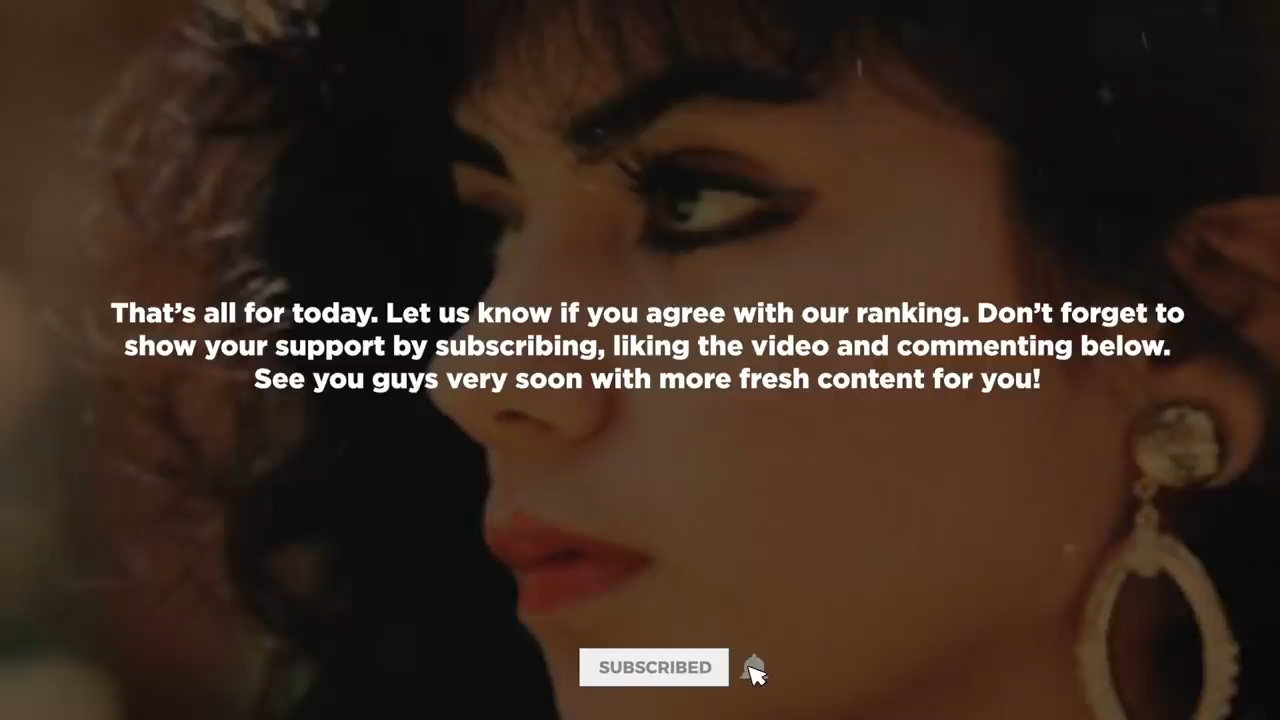 That’s all for today. Let us know if you agree with our ranking. Don’t forget to
show your support by subscribing, liking the video and commenting below.
See you guys very soon with more fresh content for you!
SUBSCRIBED